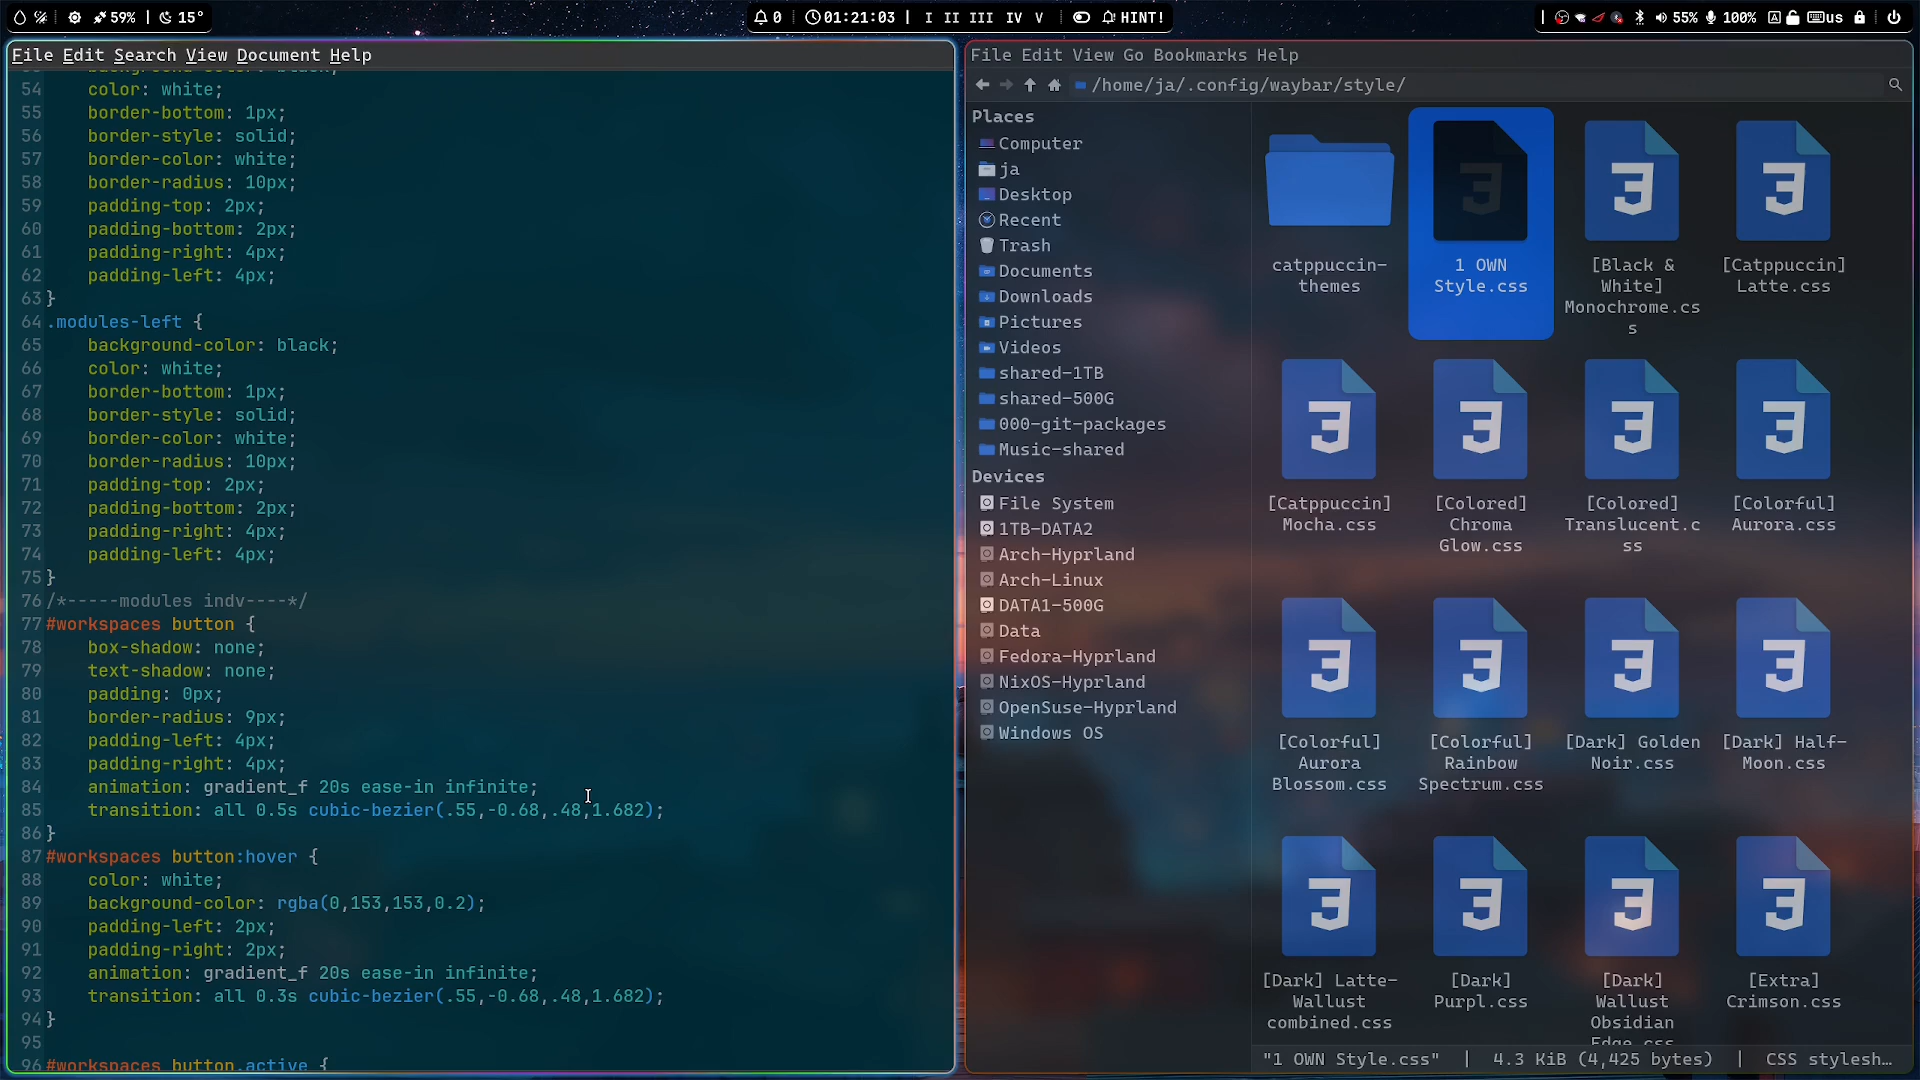 59% | 15°
0 | 01:21:03 | I II III IV V | HINT!
| 55% 100% A us
File Edit Search View Document Help
54 color: white;
55 border-bottom: 1px;
56 border-style: solid;
57 border-color: white;
58 border-radius: 10px;
59 padding-top: 2px;
60 padding-bottom: 2px;
61 padding-right: 4px;
62 padding-left: 4px;
63 }
64 .modules-left {
65 background-color: black;
66 color: white;
67 border-bottom: 1px;
68 border-style: solid;
69 border-color: white;
70 border-radius: 10px;
71 padding-top: 2px;
72 padding-bottom: 2px;
73 padding-right: 4px;
74 padding-left: 4px;
75 }
76 /*-----modules indv----*/
77 #workspaces button {
78 box-shadow: none;
79 text-shadow: none;
80 padding: 0px;
81 border-radius: 9px;
82 padding-left: 4px;
83 padding-right: 4px;
84 animation: gradient_f 20s ease-in infinite;
85 transition: all 0.5s cubic-bezier(.55,-0.68,.48,1.682);
86 }
87 #workspaces button:hover {
88 color: white;
89 background-color: rgba(0,153,153,0.2);
90 padding-left: 2px;
91 padding-right: 2px;
92 animation: gradient_f 20s ease-in infinite;
93 transition: all 0.3s cubic-bezier(.55,-0.68,.48,1.682);
94 }
95
96 #workspaces button.active {
File Edit View Go Bookmarks Help
/home/ja/.config/waybar/style/
Places
Computer
ja
Desktop
Recent
Trash
Documents
Downloads
Pictures
Videos
shared-1TB
shared-500G
000-git-packages
Music-shared
Devices
File System
1TB-DATA2
Arch-Hyprland
Arch-Linux
DATA1-500G
Data
Fedora-Hyprland
NixOS-Hyprland
OpenSuse-Hyprland
Windows OS
catppuccin-
themes
1 OWN
Style.css
[Black &
White]
Monochrome.cs
s
[Catppuccin]
Latte.css
[Catppuccin]
Mocha.css
[Colored]
Chroma
Glow.css
[Colored]
Translucent.c
ss
[Colorful]
Aurora.css
[Colorful]
Aurora
Blossom.css
[Colorful]
Rainbow
Spectrum.css
[Dark] Golden
Noir.css
[Dark] Half-
Moon.css
[Dark] Latte-
Wallust
combined.css
[Dark]
Purpl.css
[Dark]
Wallust
Obsidian
Edge.css
[Extra]
Crimson.css
"1 OWN Style.css" | 4.3 KiB (4,425 bytes) | CSS stylesh…